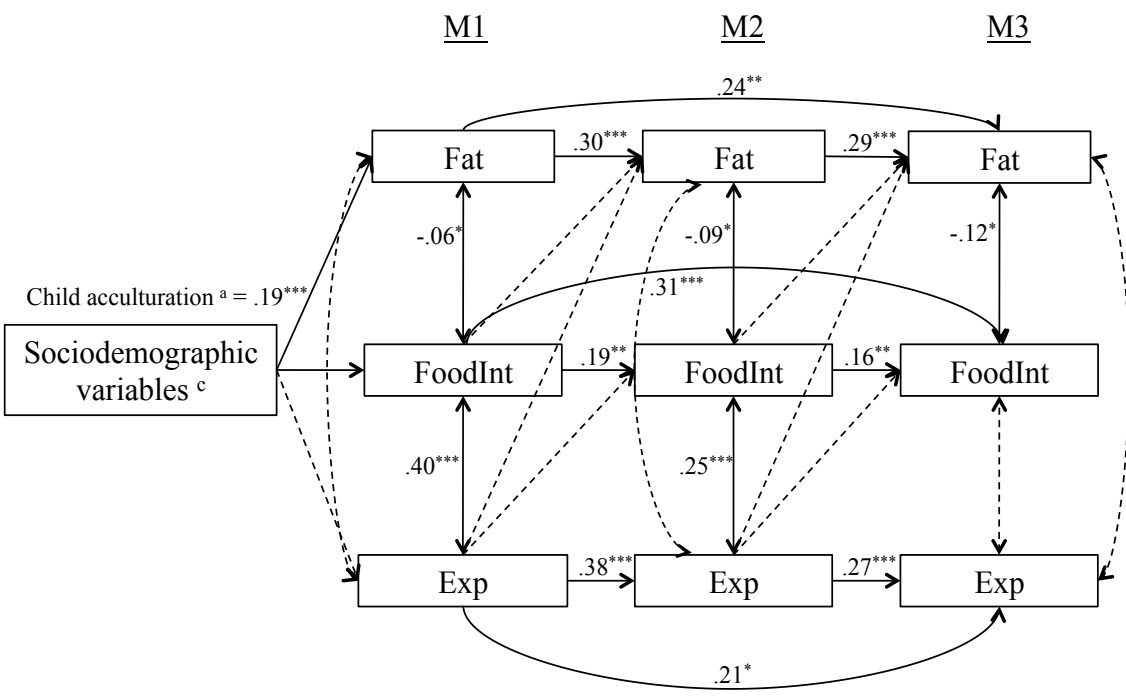 M1 M2 M3
.24**
.30*** .29***
Fat Fat Fat
-.06* -.09* -.12*
.31***
Child acculturation a = .19***
Sociodemographic
variables c
.19** .16**
FoodInt FoodInt FoodInt
.40*** .25***
.38*** .27***
Exp Exp Exp
.21*